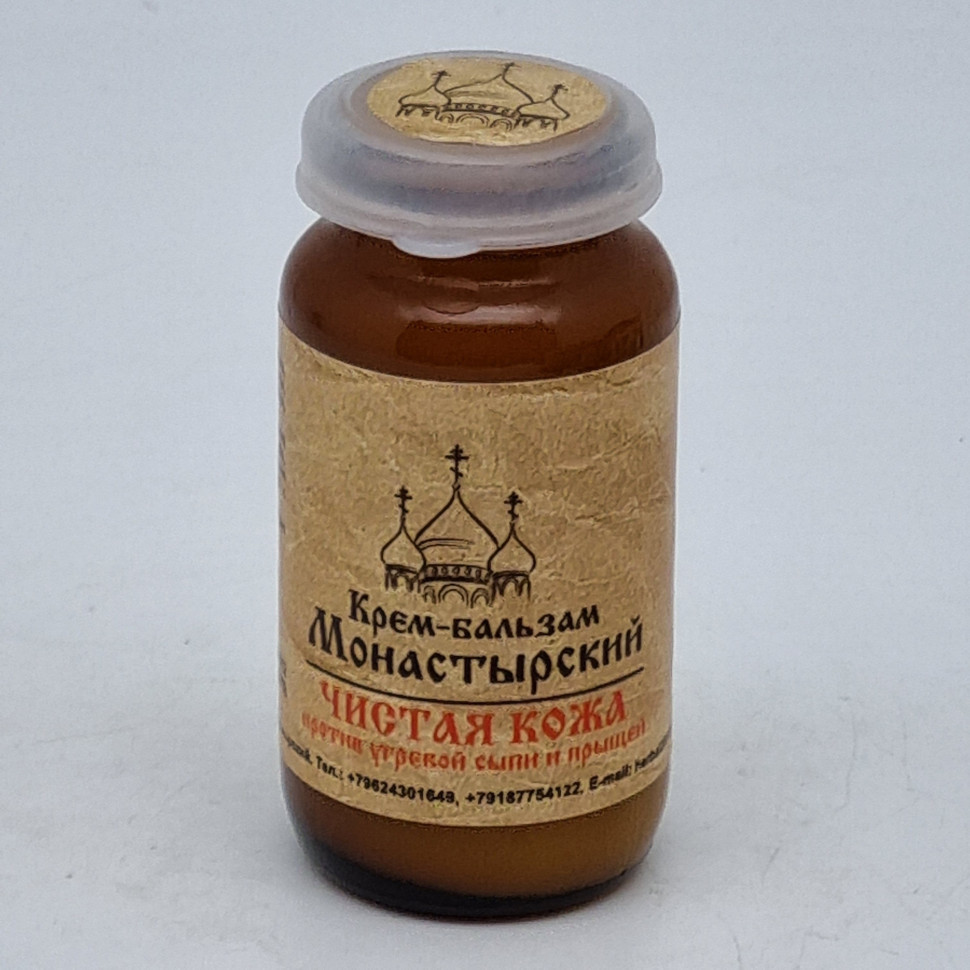 Крем-бальзам
Монастырский
ЧИСТАЯ КОЖА
против угревой сыпи и прыщей
Тел.: +79624301649, +79187754122. E-mail: